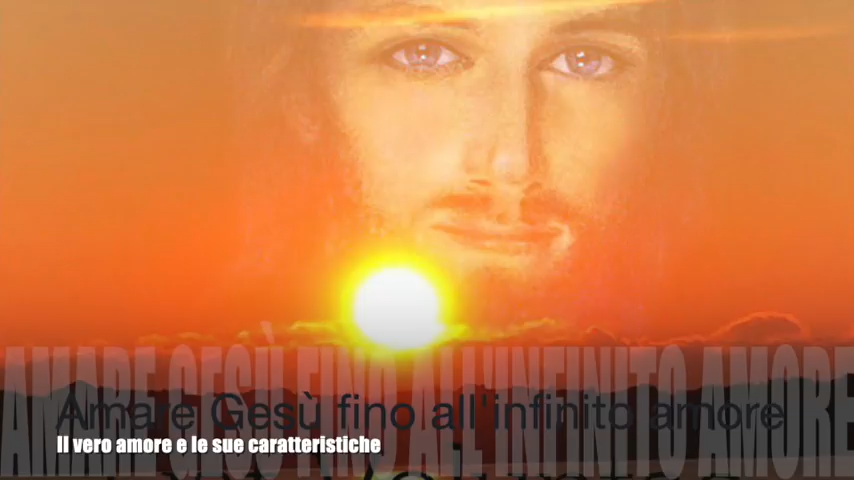 AMARE GESÙ FINO ALL'INFINITO AMORE
Amare Gesù fino all'infinito amore
Il vero amore e le sue caratteristiche